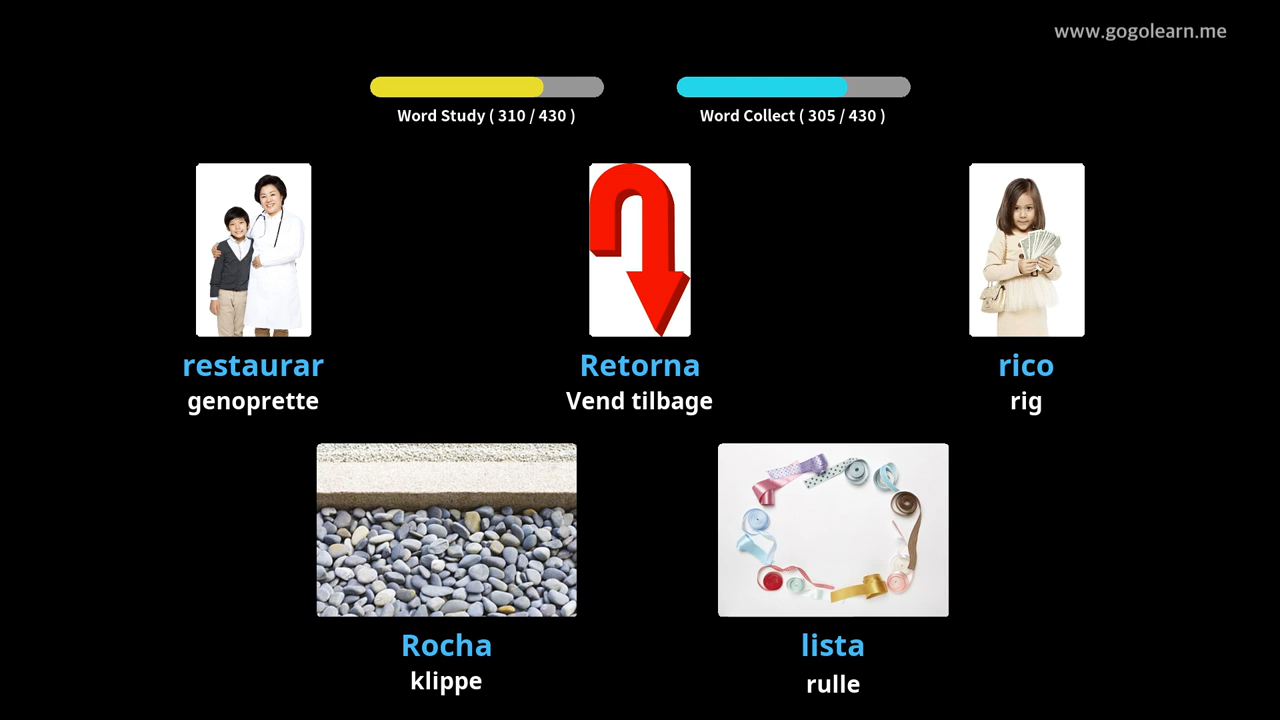 www.gogolearn.me
Word Study ( 310 / 430 )
Word Collect ( 305 / 430 )
restaurar
genoprette
Retorna
Vend tilbage
rico
rig
Rocha
klippe
lista
rulle